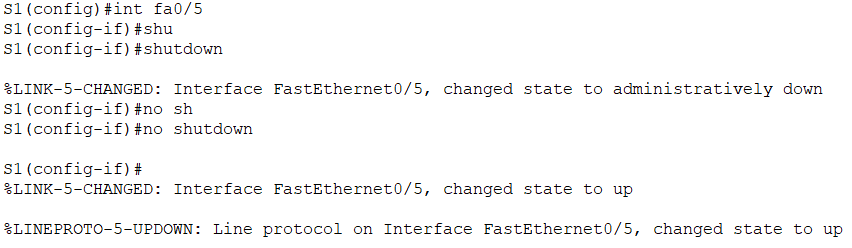 S1(config)#int fa0/5
S1(config-if)#shu
S1(config-if)#shutdown
%LINK-5-CHANGED: Interface FastEthernet0/5, changed state to administratively down
S1(config-if)#no sh
S1(config-if)#no shutdown
S1(config-if)#
%LINK-5-CHANGED: Interface FastEthernet0/5, changed state to up
%LINEPROTO-5-UPDOWN: Line protocol on Interface FastEthernet0/5, changed state to up